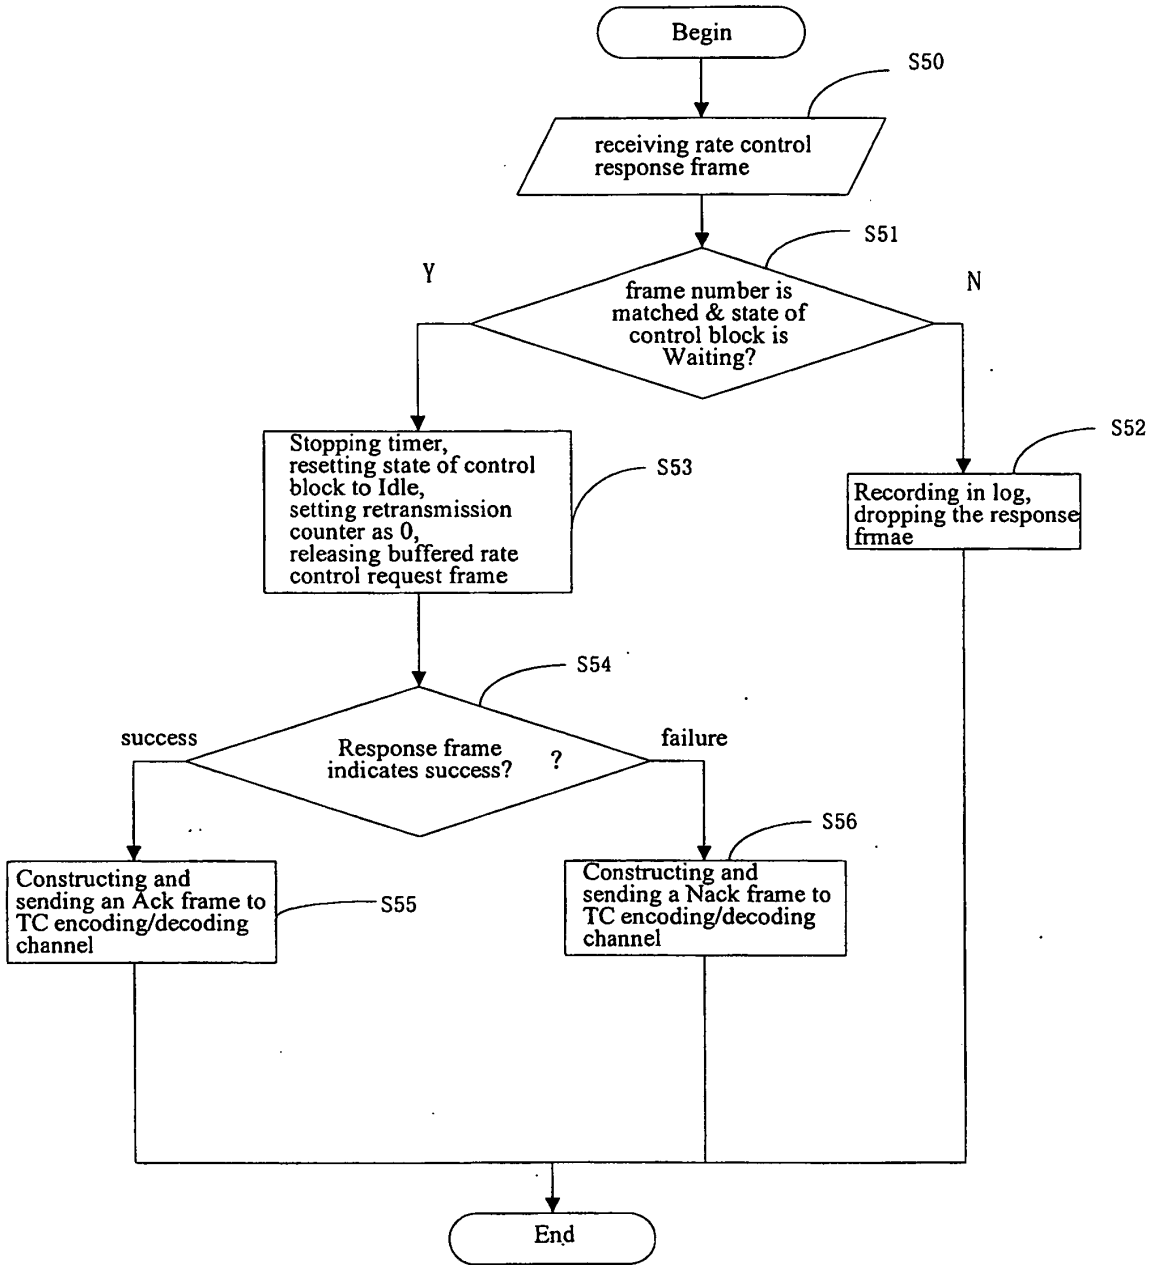 Begin
S50
receiving rate control
response frame
S51
Y
N
frame number is
matched & state of
control block is
Waiting?
S52
Stopping timer,
resetting state of control
block to Idle,
setting retransmission
counter as 0,
releasing buffered rate
control request frame
S53
Recording in log,
dropping the response
frmae
S54
success
failure
Response frame
indicates success? ?
S56
Constructing and
sending an Ack frame to
TC encoding/decoding
channel
S55
Constructing and
sending a Nack frame to
TC encoding/decoding
channel
End